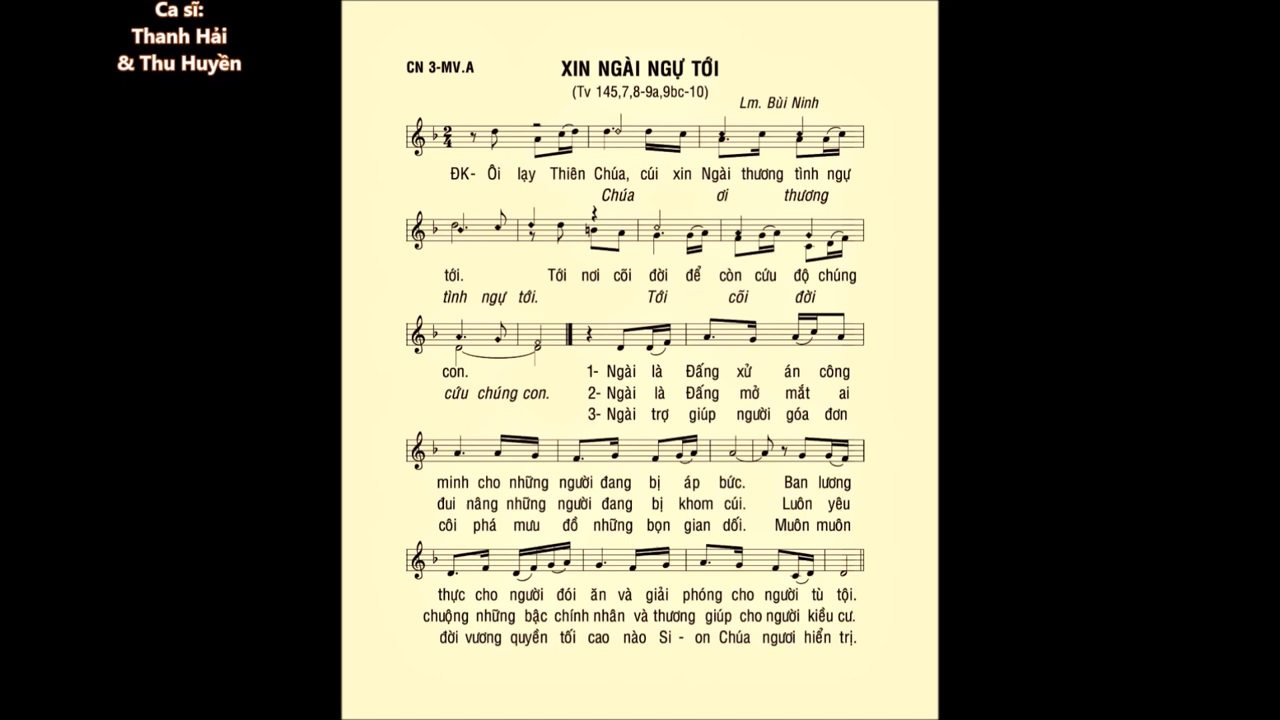 Ca sĩ:
Thanh Hải
& Thu Huyền
CN 3-MV.A
XIN NGÀI NGỰ TỚI
(Tv 145,7,8-9a,9bc-10)
Lm. Bùi Ninh
ĐK- Ôi lạy Thiên Chúa, cúi xin Ngài thương tình ngự
Chúa ơi thương
tới. Tới nơi cõi đời để còn cứu độ chúng
tình ngự tới. Tới cõi đời
con. 1- Ngài là Đấng xử án công
cứu chúng con. 2- Ngài là Đấng mở mắt ai
3- Ngài trợ giúp người góa đơn
minh cho những người đang bị áp bức. Ban lương
đui nâng những người đang bị khom cúi. Luôn yêu
côi phá mưu đồ những bọn gian dối. Muôn muôn
thực cho người đói ăn và giải phóng cho người tù tội.
chuộng những bậc chính nhân và thương giúp cho người kiều cư.
đời vương quyền tối cao nào Si - on Chúa ngươi hiển trị.